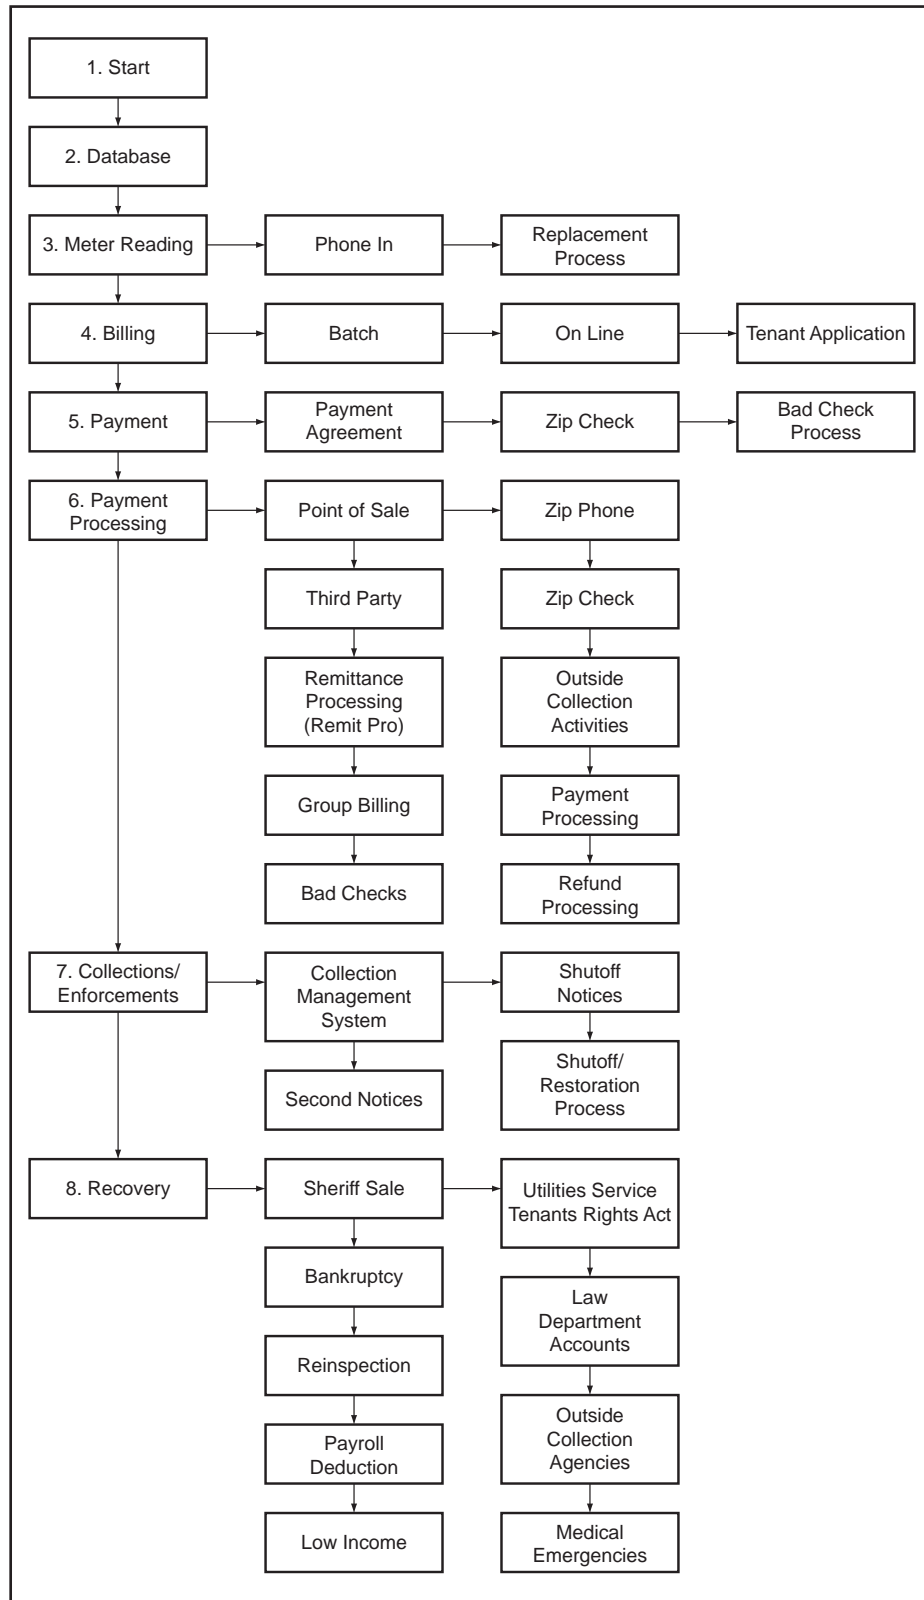 1. Start
2. Database
3. Meter Reading
Phone In
Replacement
Process
4. Billing
Batch
On Line
Tenant Application
5. Payment
Payment
Agreement
Zip Check
Bad Check
Process
6. Payment
Processing
Point of Sale
Zip Phone
Third Party
Zip Check
Remittance
Processing
(Remit Pro)
Outside
Collection
Activities
Group Billing
Payment
Processing
Bad Checks
Refund
Processing
7. Collections/
Enforcements
Collection
Management
System
Shutoff
Notices
Second Notices
Shutoff/
Restoration
Process
8. Recovery
Sheriff Sale
Utilities Service
Tenants Rights Act
Bankruptcy
Law
Department
Accounts
Reinspection
Payroll
Deduction
Outside
Collection
Agencies
Low Income
Medical
Emergencies